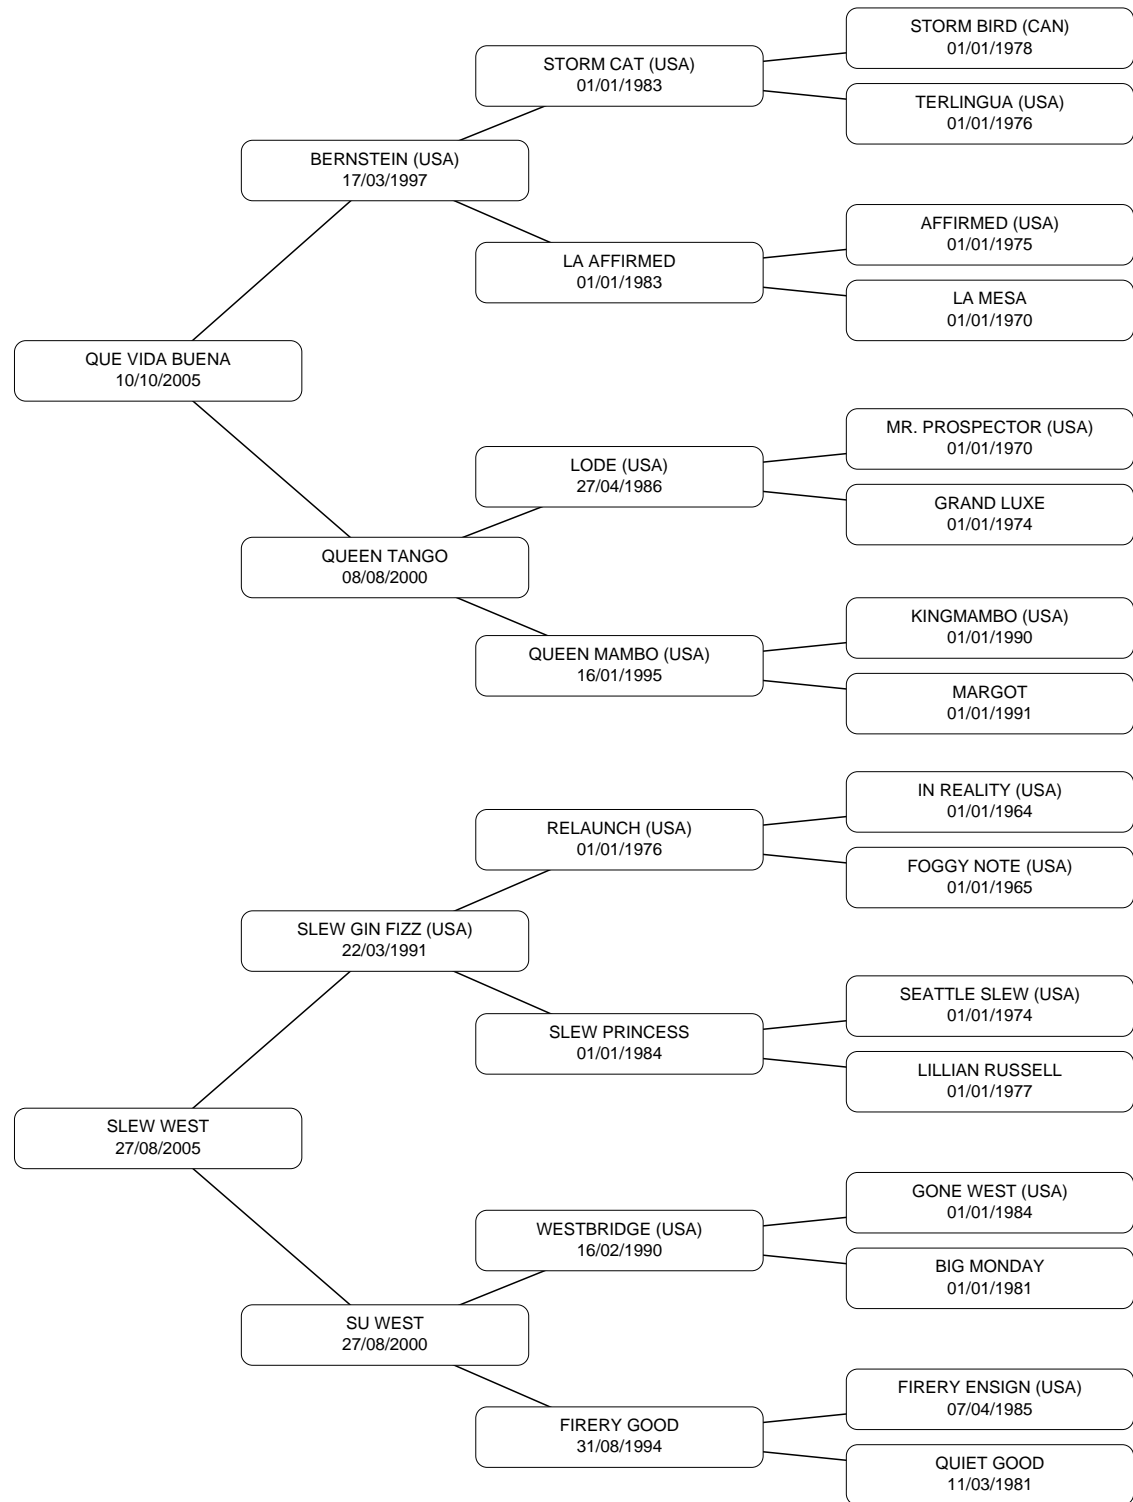 STORM BIRD (CAN)
01/01/1978
STORM CAT (USA)
01/01/1983
TERLINGUA (USA)
01/01/1976
BERNSTEIN (USA)
17/03/1997
AFFIRMED (USA)
01/01/1975
LA AFFIRMED
01/01/1983
LA MESA
01/01/1970
QUE VIDA BUENA
10/10/2005
MR. PROSPECTOR (USA)
01/01/1970
LODE (USA)
27/04/1986
GRAND LUXE
01/01/1974
QUEEN TANGO
08/08/2000
KINGMAMBO (USA)
01/01/1990
QUEEN MAMBO (USA)
16/01/1995
MARGOT
01/01/1991
IN REALITY (USA)
01/01/1964
RELAUNCH (USA)
01/01/1976
FOGGY NOTE (USA)
01/01/1965
SLEW GIN FIZZ (USA)
22/03/1991
SEATTLE SLEW (USA)
01/01/1974
SLEW PRINCESS
01/01/1984
LILLIAN RUSSELL
01/01/1977
SLEW WEST
27/08/2005
GONE WEST (USA)
01/01/1984
WESTBRIDGE (USA)
16/02/1990
BIG MONDAY
01/01/1981
SU WEST
27/08/2000
FIRERY ENSIGN (USA)
07/04/1985
FIRERY GOOD
31/08/1994
QUIET GOOD
11/03/1981